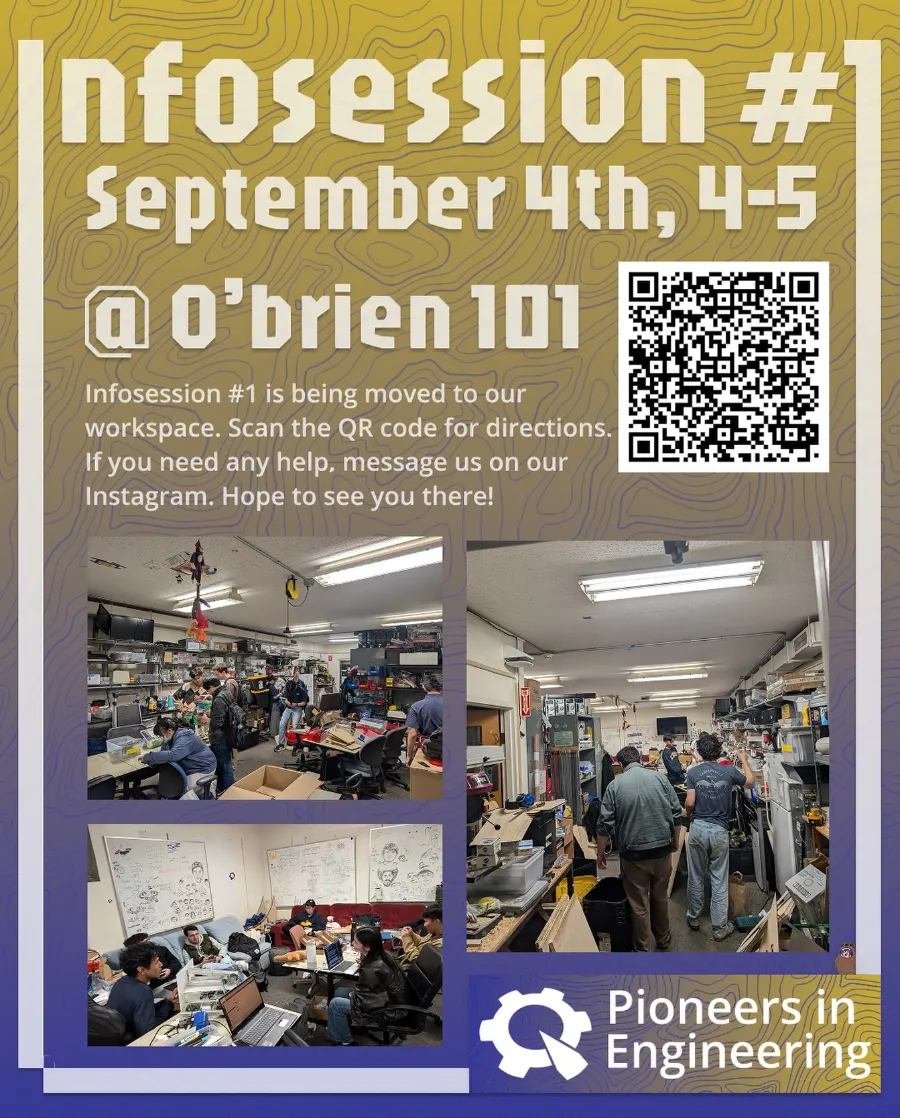 Infosession #1
September 4th, 4-5
@ O'brien 101
Infosession #1 is being moved to our
workspace. Scan the QR code for directions.
If you need any help, message us on our
Instagram. Hope to see you there!
Pioneers in
Engineering